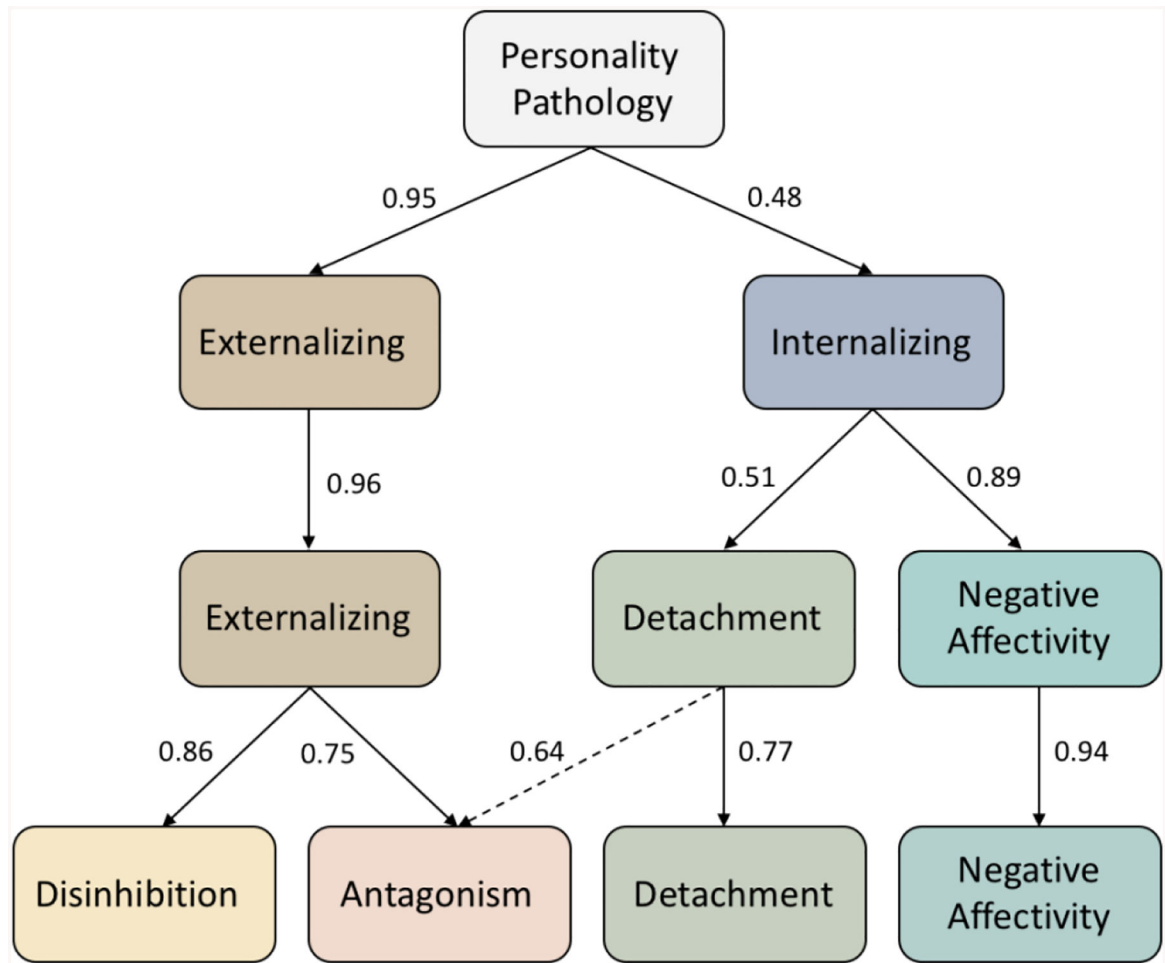 Personality
Pathology
0.95
0.48
Externalizing
Internalizing
0.96
0.51
0.89
Externalizing
Detachment
Negative
Affectivity
0.86
0.75
0.64
0.77
0.94
Disinhibition
Antagonism
Detachment
Negative
Affectivity